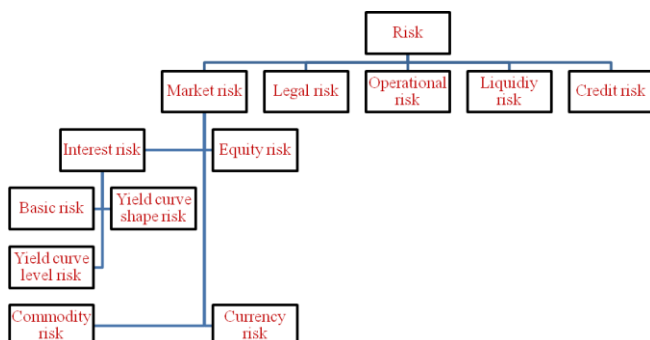 Risk
Market risk
Legal risk
Operational
risk
Liquidiy
risk
Credit risk
Interest risk
Equity risk
Basic risk
Yield curve
shape risk
Yield curve
level risk
Commodity
risk
Currency
risk